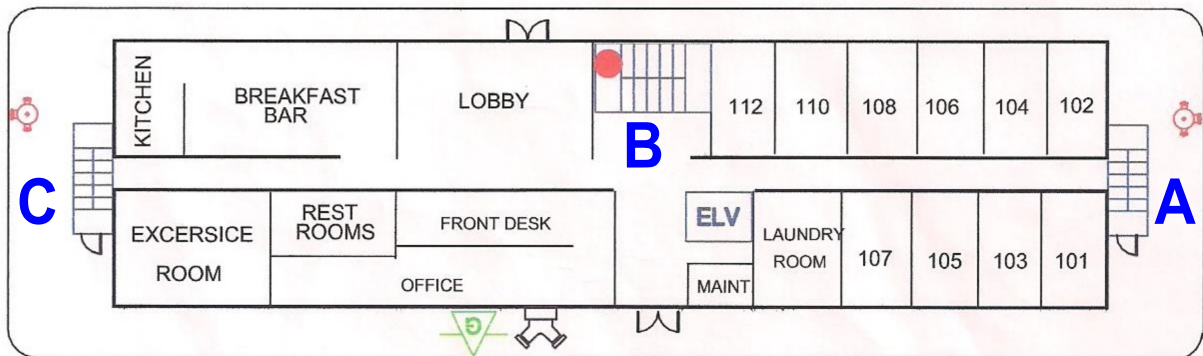 KITCHEN
BREAKFAST
BAR
LOBBY
112
110
108
106
104
102
B
C
A
EXCERSICE
ROOM
REST
ROOMS
FRONT DESK
OFFICE
ELV
MAINT
LAUNDRY
ROOM
107
105
103
101
G